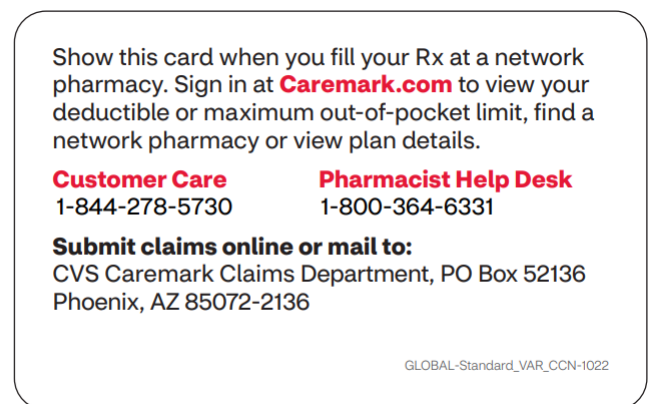 Show this card when you fill your Rx at a network
pharmacy. Sign in at Caremark.com to view your
deductible or maximum out-of-pocket limit, find a
network pharmacy or view plan details.
Customer Care Pharmacist Help Desk
1-844-278-5730 1-800-364-6331
Submit claims online or mail to:
CVS Caremark Claims Department, PO Box 52136
Phoenix, AZ 85072-2136
GLOBAL-Standard_VAR_CCN-1022